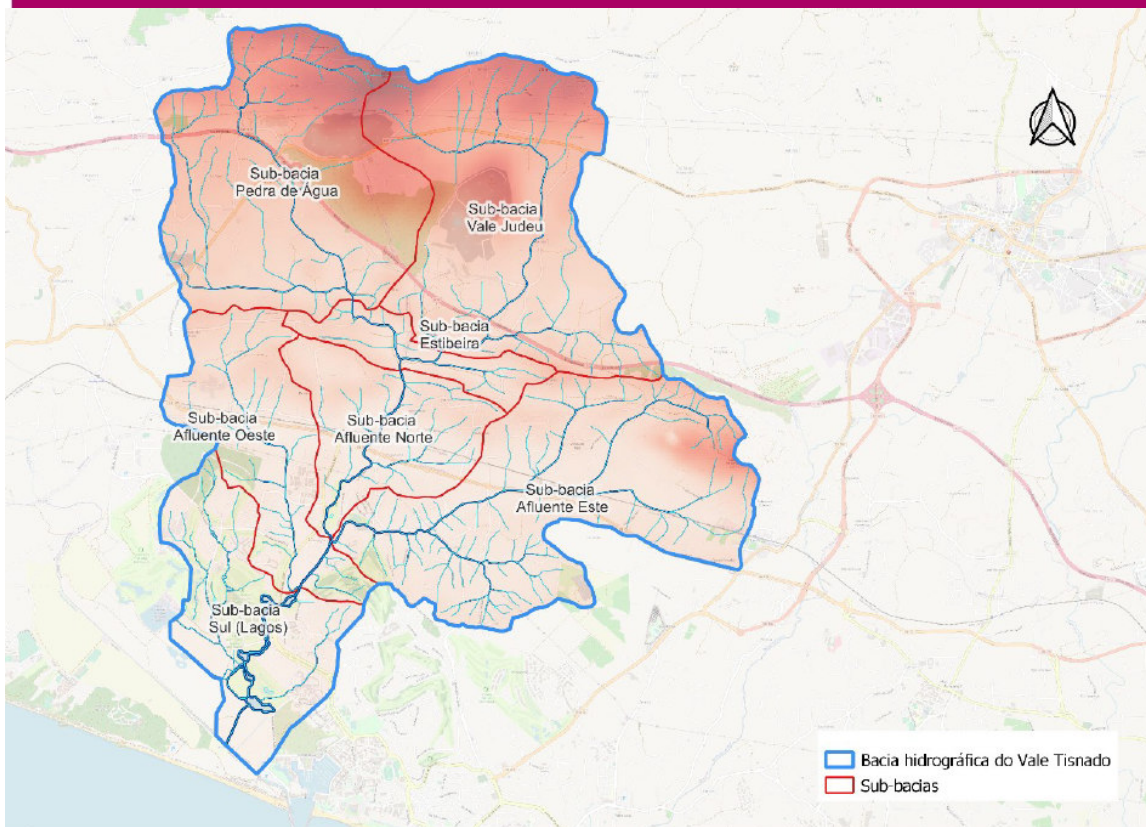 Sub-bacia
Pedra de Água
Sub-bacia
Vale Judeu
Sub-bacia
Estibeira
Sub-bacia
Afluente Oeste
Sub-bacia
Afluente Norte
Sub-bacia
Afluente Este
Sub-bacia
Sul (Lagos)
Bacia hidrográfica do Vale Tisnado
Sub-bacias